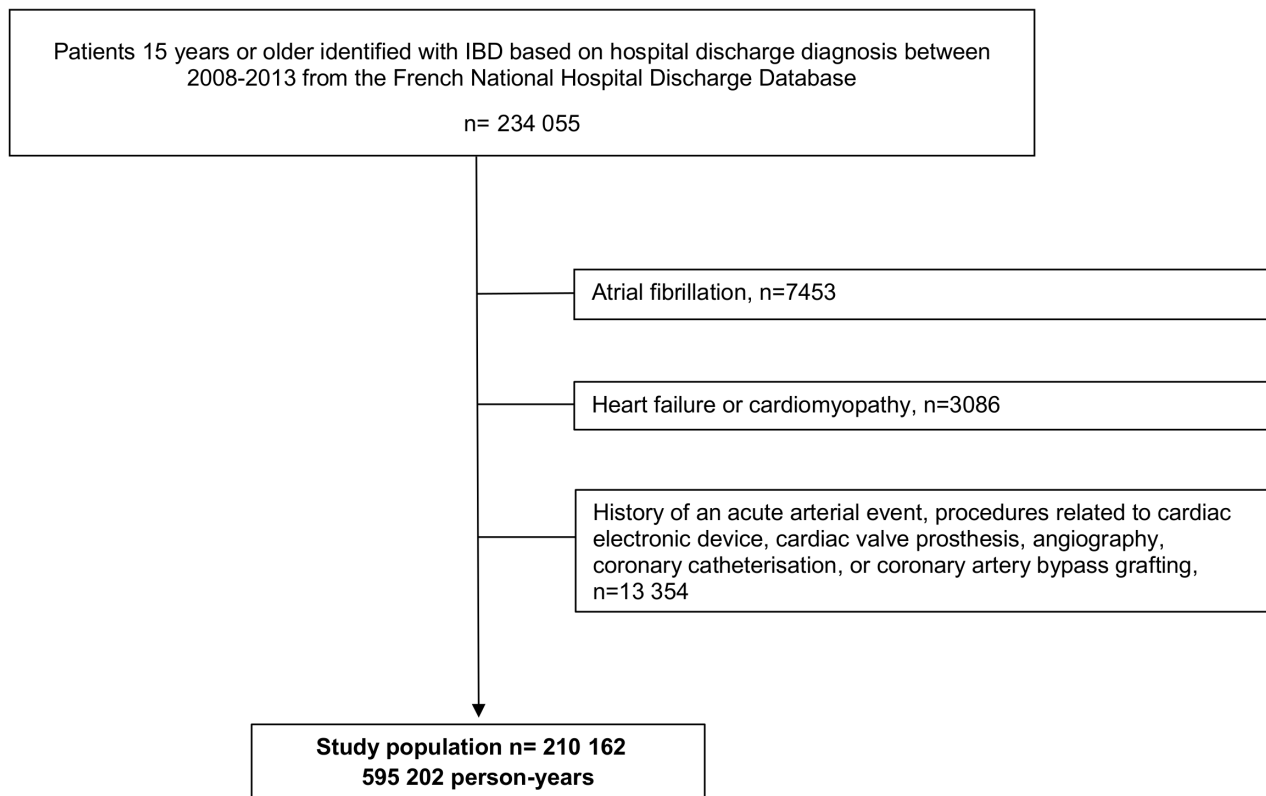 Patients 15 years or older identified with IBD based on hospital discharge diagnosis between
2008-2013 from the French National Hospital Discharge Database
n= 234 055
Atrial fibrillation, n=7453
Heart failure or cardiomyopathy, n=3086
History of an acute arterial event, procedures related to cardiac
electronic device, cardiac valve prosthesis, angiography,
coronary catheterisation, or coronary artery bypass grafting,
n=13 354
Study population n= 210 162
595 202 person-years